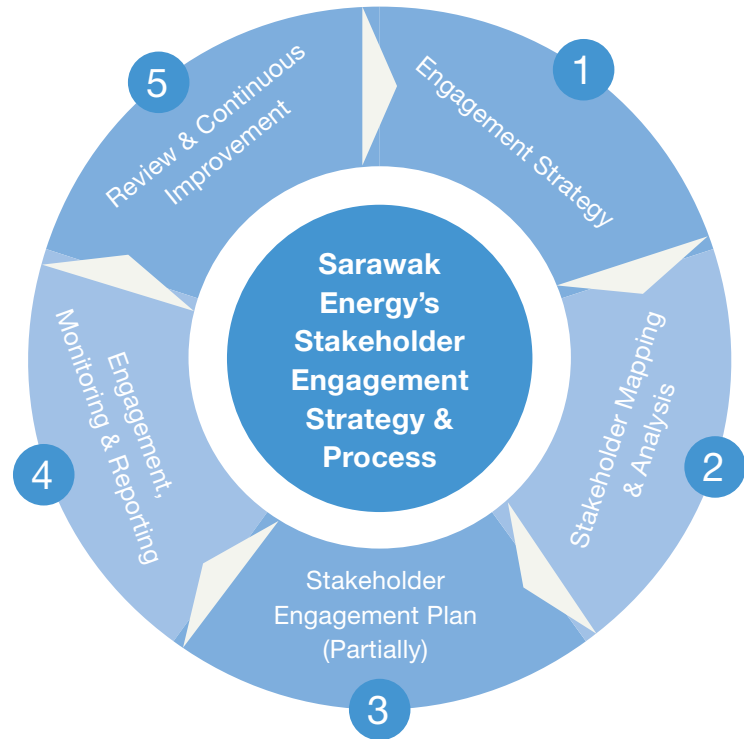 Sarawak
Energy's
Stakeholder
Engagement
Strategy &
Process
1
Engagement Strategy
2
Stakeholder Mapping
& Analysis
3
Stakeholder
Engagement Plan
(Partially)
4
Engagement,
Monitoring & Reporting
5
Review & Continuous
Improvement